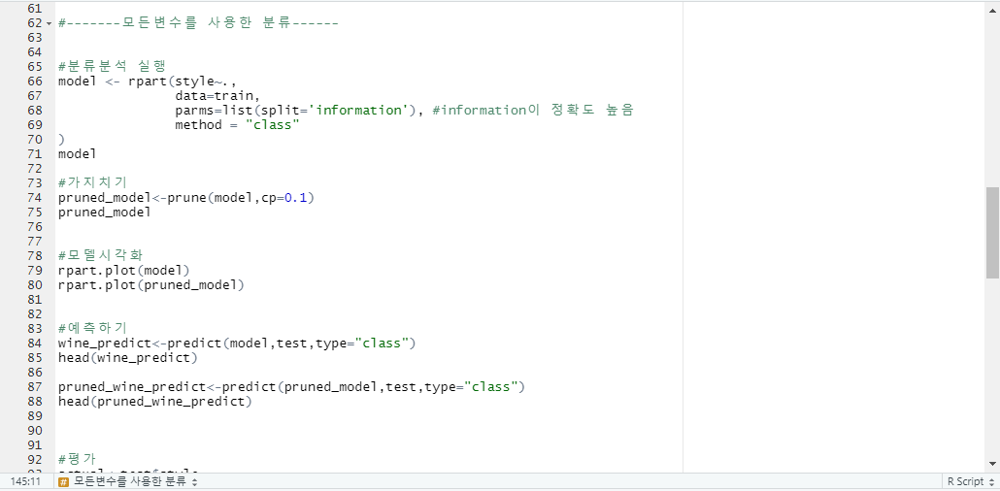 61
62 #-------모든변수를 사용한 분류------
63
64
65 #분류분석 실행
66 model <- rpart(style~.,
67                data=train,
68                parms=list(split='information'), #information이 정확도 높음
69                method = "class"
70 )
71 model
72
73 #가지치기
74 pruned_model<-prune(model,cp=0.1)
75 pruned_model
76
77
78 #모델시각화
79 rpart.plot(model)
80 rpart.plot(pruned_model)
81
82
83 #예측하기
84 wine_predict<-predict(model,test,type="class")
85 head(wine_predict)
86
87 pruned_wine_predict<-predict(pruned_model,test,type="class")
88 head(pruned_wine_predict)
89
90
91
92 #평가
145:11 # 모든변수를 사용한 분류 R Script